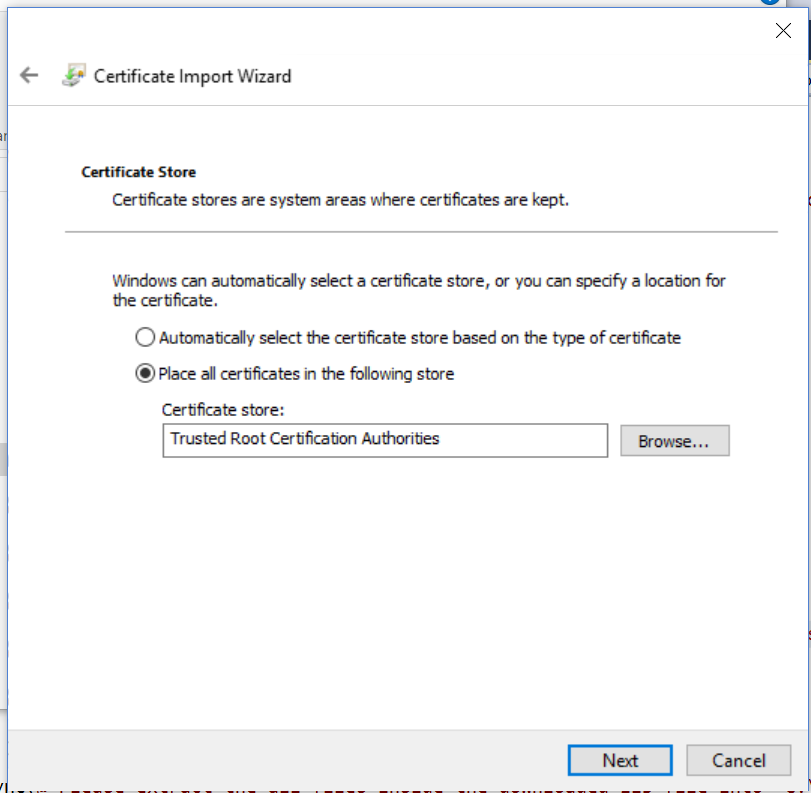 Certificate Import Wizard
Certificate Store
Certificate stores are system areas where certificates are kept.
Windows can automatically select a certificate store, or you can specify a location for
the certificate.
Automatically select the certificate store based on the type of certificate
Place all certificates in the following store
Certificate store:
Trusted Root Certification Authorities
Browse...
Next
Cancel